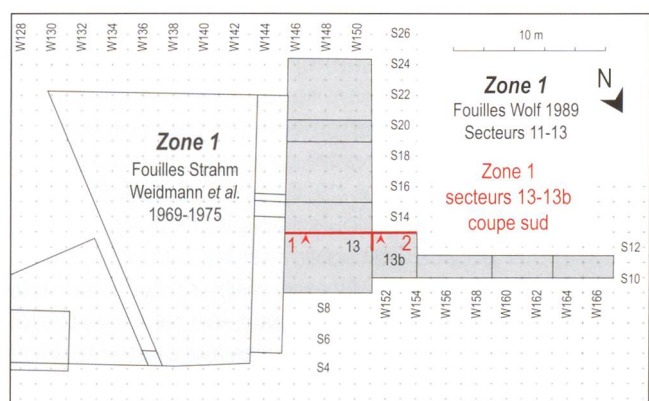 W128
W130
W132
W134
W136
W138
W140
W142
W144
W146
W148
W150
S26
10 m
S24
Zone 1
N
S22
Fouilles Wolf 1989
Zone 1
S20
Secteurs 11-13
Fouilles Strahm
S18
Weidmann et al.
Zone 1
1969-1975
S16
secteurs 13-13b
S14
coupe sud
1
13
2
S12
13b
S10
S8
W152
W154
W156
W158
W160
W162
W164
W166
S6
S4